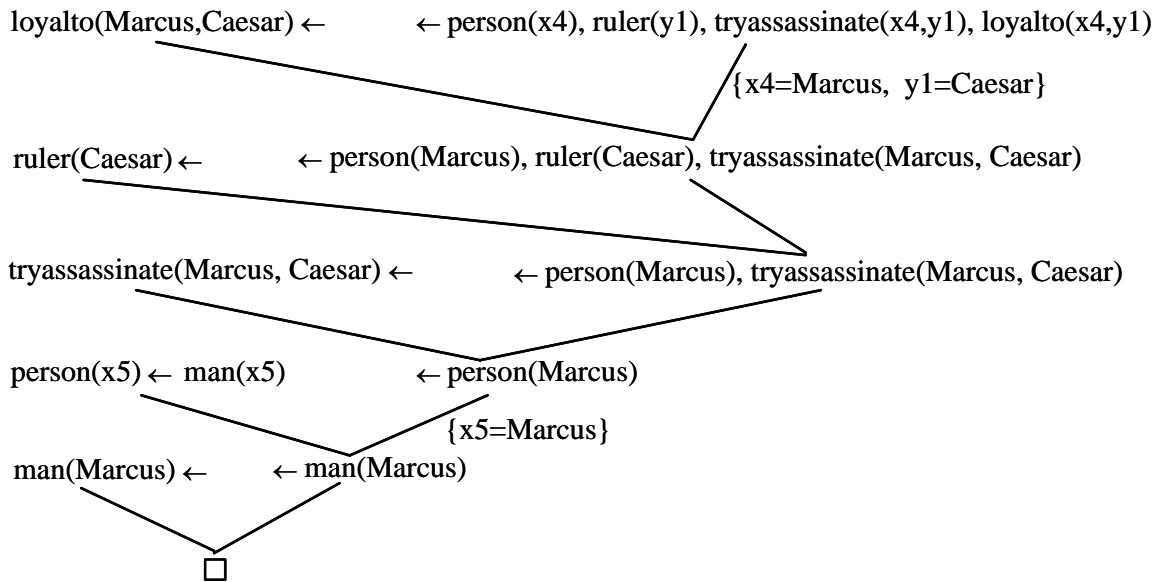 loyalto(Marcus,Caesar) ← ← person(x4), ruler(y1), tryassassinate(x4,y1), loyalto(x4,y1)
{x4=Marcus, y1=Caesar}
ruler(Caesar) ← ← person(Marcus), ruler(Caesar), tryassassinate(Marcus, Caesar)
tryassassinate(Marcus, Caesar) ← ← person(Marcus), tryassassinate(Marcus, Caesar)
person(x5) ← man(x5) ← person(Marcus)
{x5=Marcus}
man(Marcus) ← ← man(Marcus)